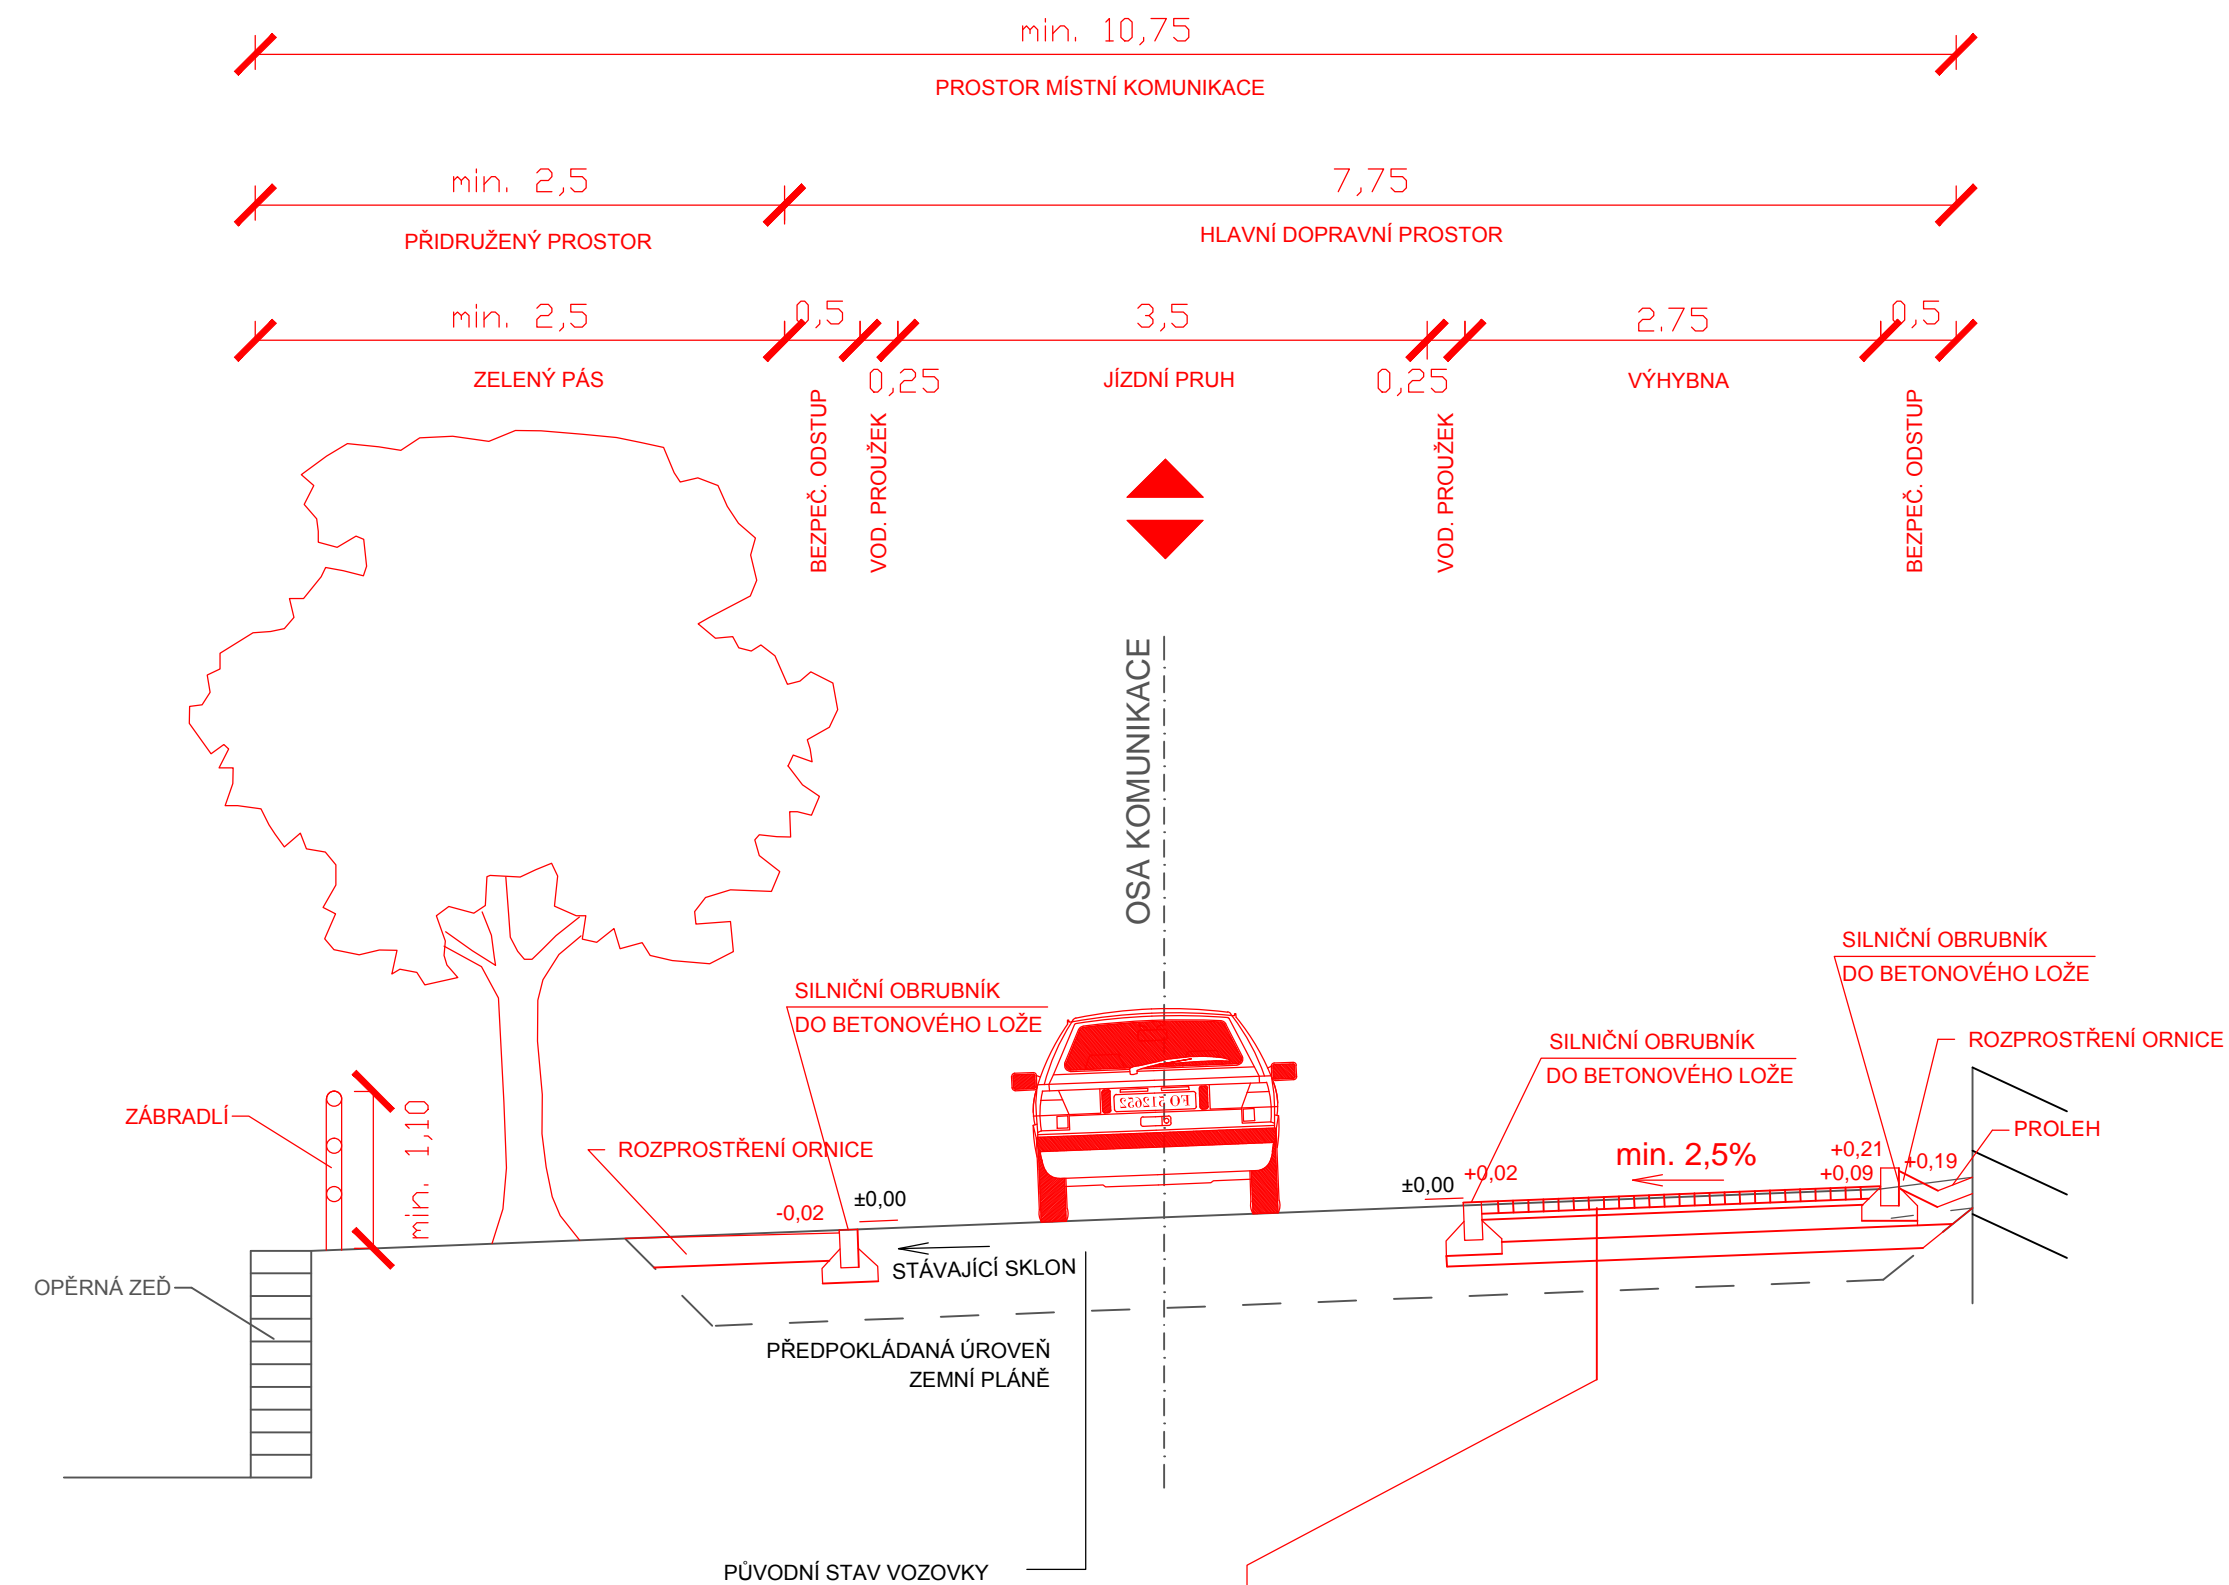 min. 10,75
PROSTOR MÍSTNÍ KOMUNIKACE
min. 2,5
7,75
PŘIDRUŽENÝ PROSTOR
HLAVNÍ DOPRAVNÍ PROSTOR
min. 2,5
0,5
3,5
2.75
0,5
ZELENÝ PÁS
0,25
JÍZDNÍ PRUH
0,25
VÝHYBNA
BEZPEČ. ODSTUP
VOD. PROUŽEK
VOD. PROUŽEK
BEZPEČ. ODSTUP
OSA KOMUNIKACE
SILNIČNÍ OBRUBNÍK
DO BETONOVÉHO LOŽE
SILNIČNÍ OBRUBNÍK
DO BETONOVÉHO LOŽE
SILNIČNÍ OBRUBNÍK
DO BETONOVÉHO LOŽE
ROZPROSTŘENÍ ORNICE
ZÁBRADLÍ
min. 1,10
PROLEH
ROZPROSTŘENÍ ORNICE
min. 2,5%
+0,21
+0,09
+0,19
±0,00
+0,02
-0,02
±0,00
STÁVAJÍCÍ SKLON
OPĚRNÁ ZEĎ
PŘEDPOKLÁDANÁ ÚROVEŇ
ZEMNÍ PLÁNĚ
PŮVODNÍ STAV VOZOVKY